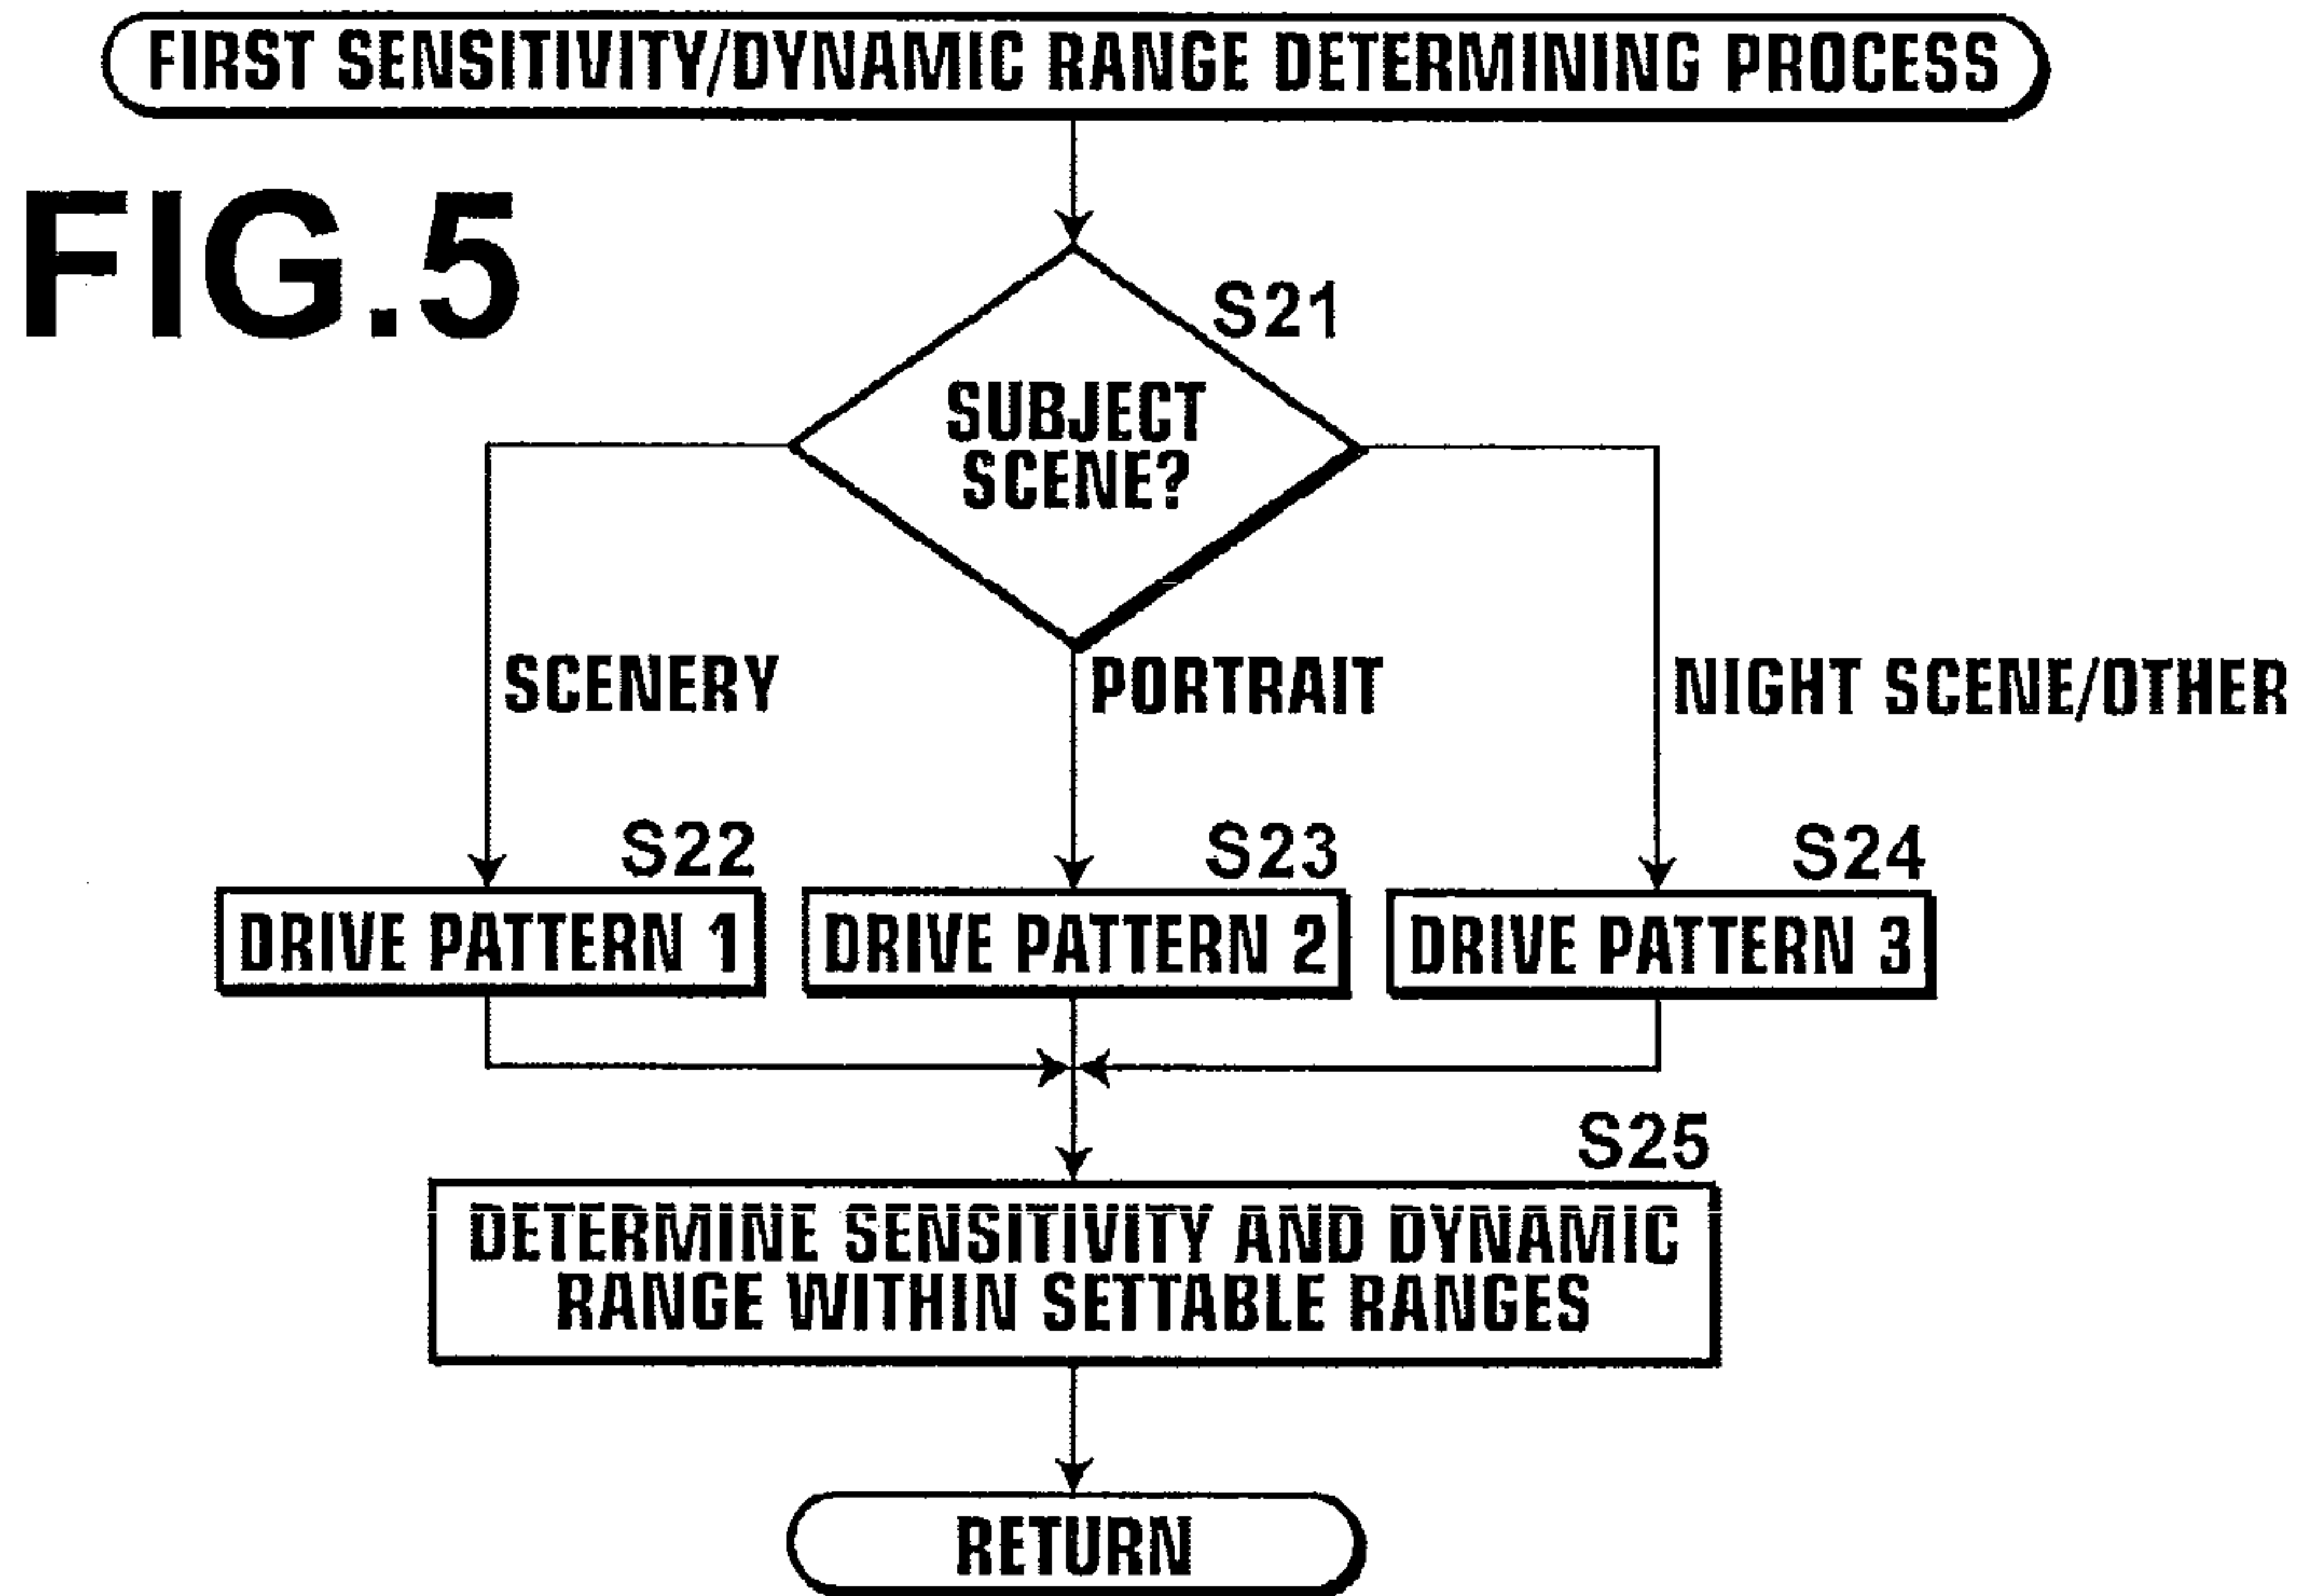 FIRST SENSITIVITY/DYNAMIC RANGE DETERMINING PROCESS
FIG.5
S21
SUBJECT
SCENE?
SCENERY
PORTRAIT
NIGHT SCENE/OTHER
S22
S23
S24
DRIVE PATTERN 1
DRIVE PATTERN 2
DRIVE PATTERN 3
S25
DETERMINE SENSITIVITY AND DYNAMIC
RANGE WITHIN SETTABLE RANGES
RETURN